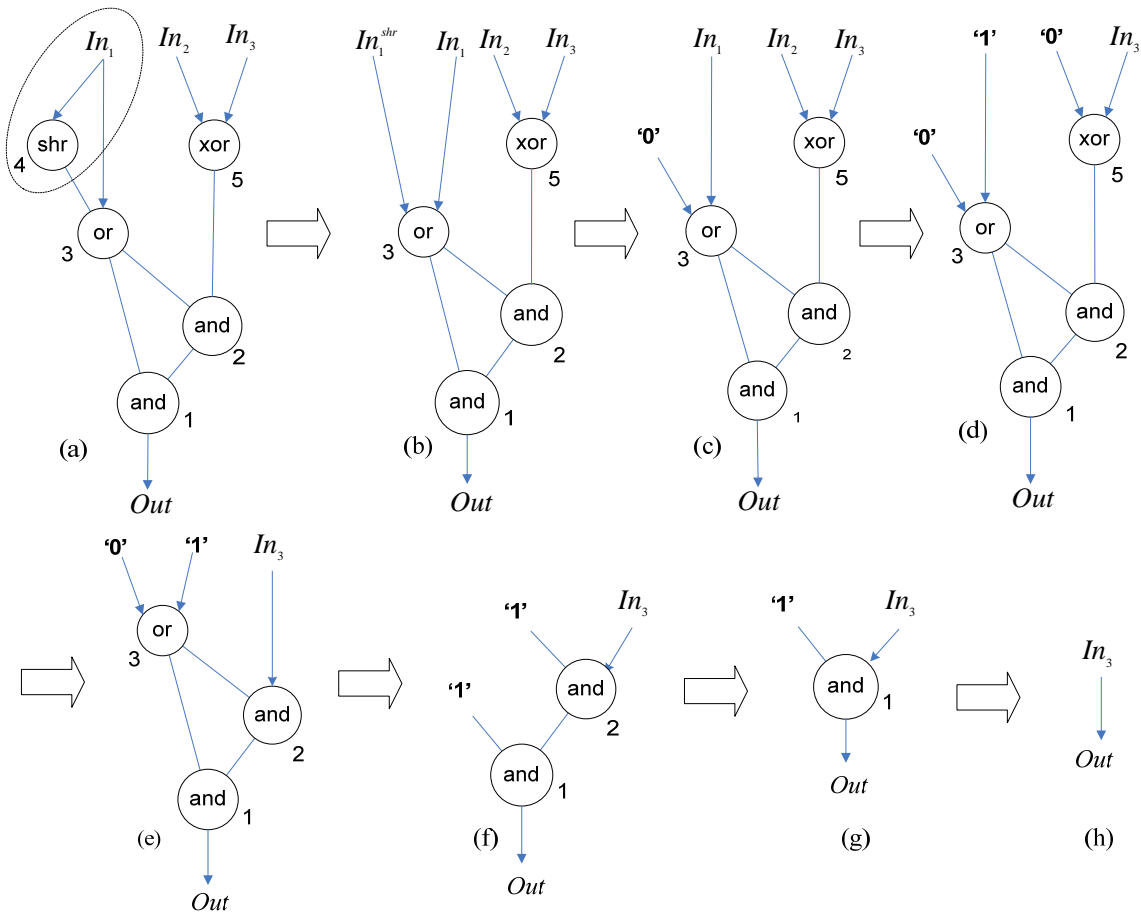 In1 In2 In3
shr xor
4 5
or
3
and
2
and
1
(a)
Out
In1^shr In1 In2 In3
xor
5
or
3
and
2
and
1
(b)
Out
In1 In2 In3
‘0’ xor
5
or
3
and
2
and
1
(c)
Out
‘1’ ‘0’ In3
‘0’ xor
5
or
3
and
2
and
1
(d)
Out
‘0’ ‘1’ In3
or
3
and
2
and
1
(e)
Out
‘1’ In3
and
‘1’ 2
and
1
(f)
Out
‘1’ In3
and
1
Out
(g)
In3
Out
(h)